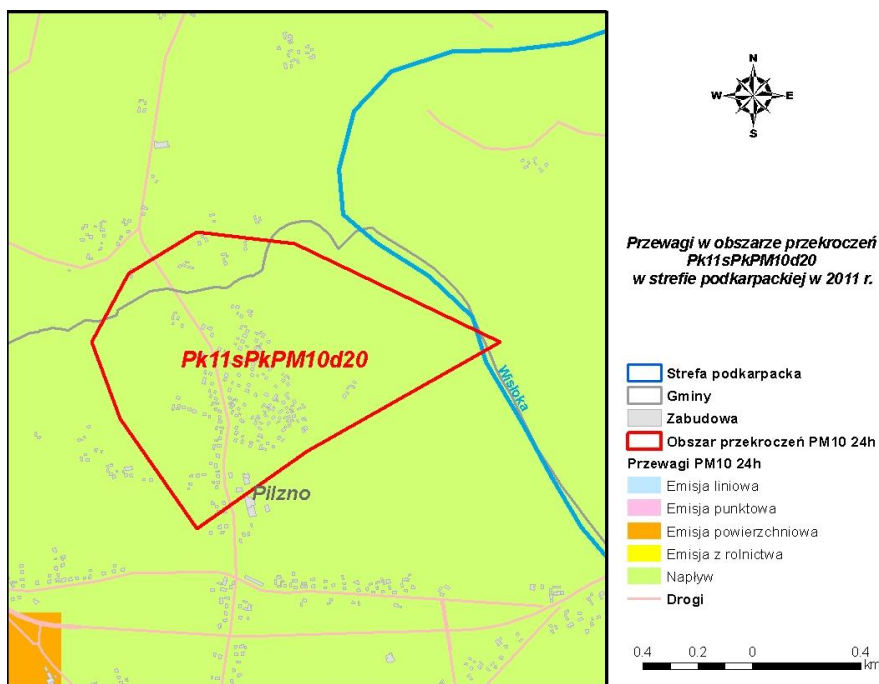 Pk11sPkPM10d20
Wisłoka
Pilzno
N
W E
S
Przewagi w obszarze przekroczeń
Pk11sPkPM10d20
w strefie podkarpackiej w 2011 r.
Strefa podkarpacka
Gminy
Zabudowa
Obszar przekroczeń PM10 24h
Przewagi PM10 24h
Emisja liniowa
Emisja punktowa
Emisja powierzchniowa
Emisja z rolnictwa
Napływ
Drogi
0.4 0.2 0 0.4
km